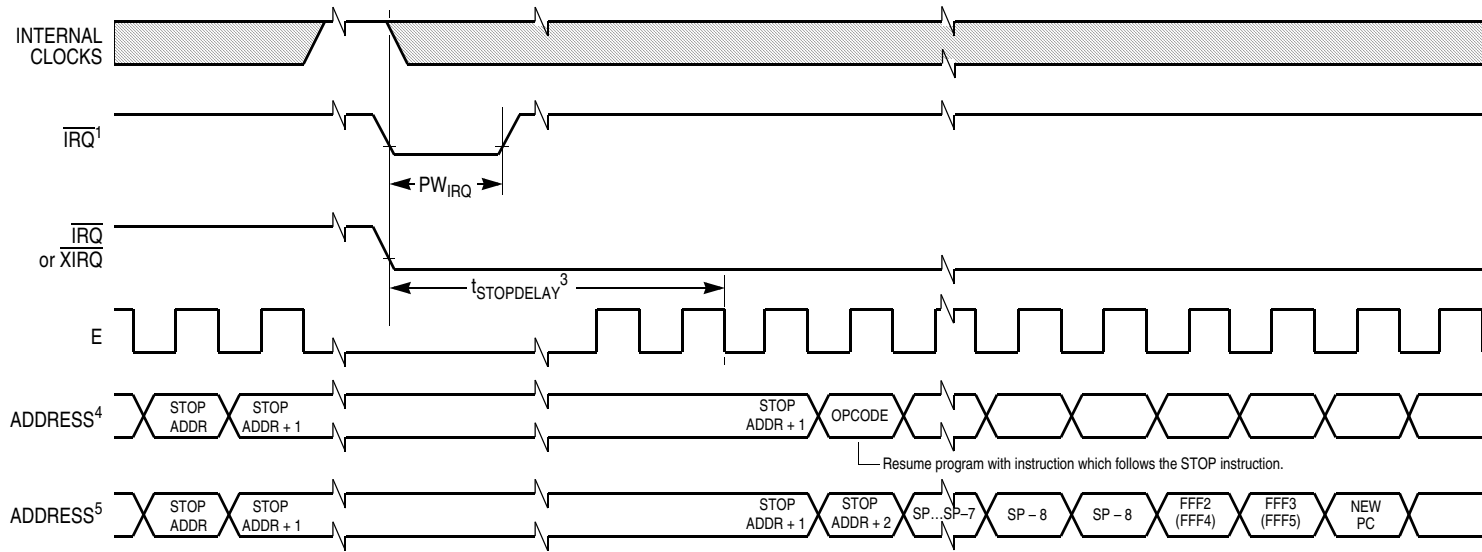 INTERNAL
CLOCKS
IRQ1
PWIRQ
IRQ
or XIRQ
tSTOPDELAY3
E
ADDRESS4
STOP
ADDR
STOP
ADDR + 1
STOP
ADDR + 1
OPCODE
Resume program with instruction which follows the STOP instruction.
ADDRESS5
STOP
ADDR
STOP
ADDR + 1
STOP
ADDR + 1
STOP
ADDR + 2
SP…SP–7
SP – 8
SP – 8
FFF2
(FFF4)
FFF3
(FFF5)
NEW
PC